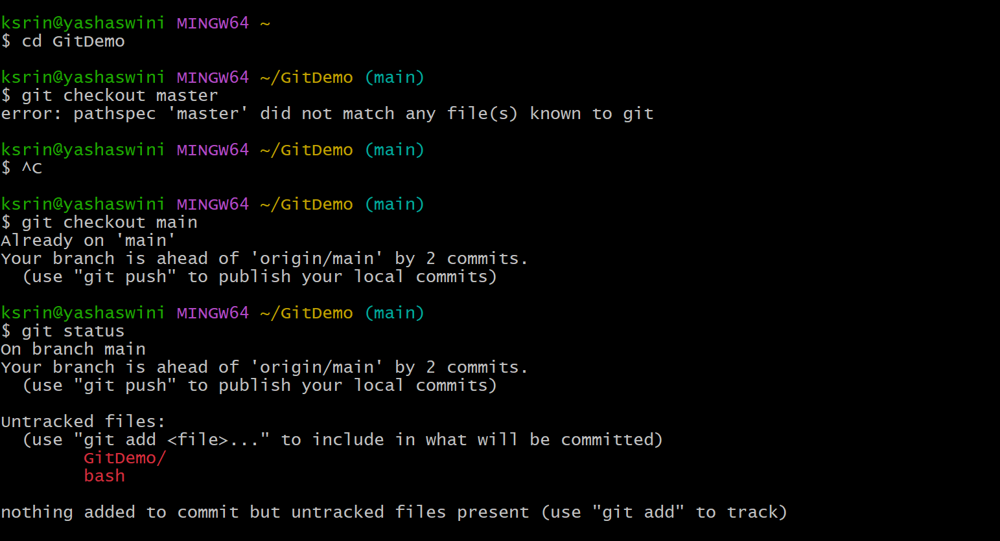 ksrin@yashaswini MINGW64 ~
$ cd GitDemo
ksrin@yashaswini MINGW64 ~/GitDemo (main)
$ git checkout master
error: pathspec 'master' did not match any file(s) known to git
ksrin@yashaswini MINGW64 ~/GitDemo (main)
$ ^C
ksrin@yashaswini MINGW64 ~/GitDemo (main)
$ git checkout main
Already on 'main'
Your branch is ahead of 'origin/main' by 2 commits.
  (use "git push" to publish your local commits)
ksrin@yashaswini MINGW64 ~/GitDemo (main)
$ git status
On branch main
Your branch is ahead of 'origin/main' by 2 commits.
  (use "git push" to publish your local commits)
Untracked files:
  (use "git add <file>..." to include in what will be committed)
        GitDemo/
        bash
nothing added to commit but untracked files present (use "git add" to track)